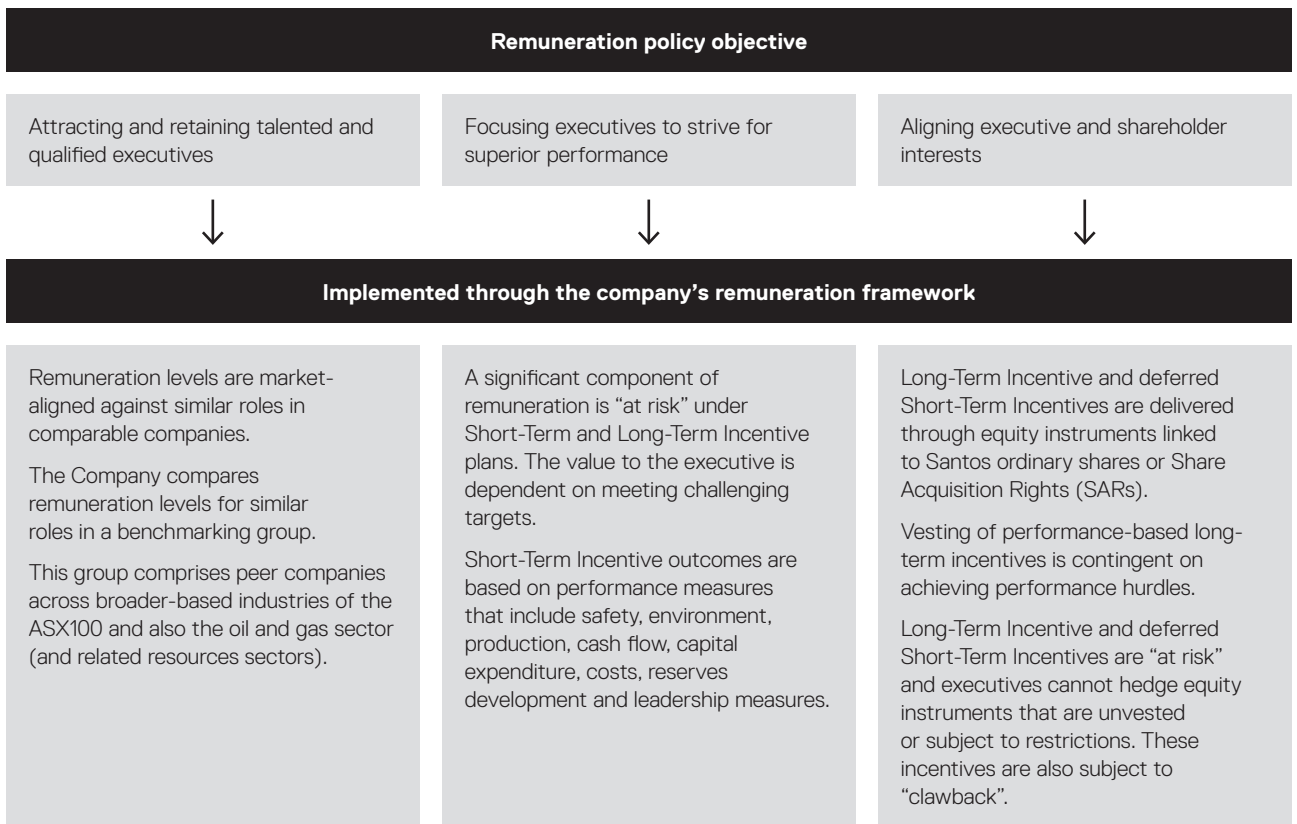 Remuneration policy objective
Attracting and retaining talented and
qualified executives
Focusing executives to strive for
superior performance
Aligning executive and shareholder
interests
Implemented through the company’s remuneration framework
Remuneration levels are market-
aligned against similar roles in
comparable companies.
The Company compares
remuneration levels for similar
roles in a benchmarking group.
This group comprises peer companies
across broader-based industries of the
ASX100 and also the oil and gas sector
(and related resources sectors).
A significant component of
remuneration is “at risk” under
Short-Term and Long-Term Incentive
plans. The value to the executive is
dependent on meeting challenging
targets.
Short-Term Incentive outcomes are
based on performance measures
that include safety, environment,
production, cash flow, capital
expenditure, costs, reserves
development and leadership measures.
Long-Term Incentive and deferred
Short-Term Incentives are delivered
through equity instruments linked
to Santos ordinary shares or Share
Acquisition Rights (SARs).
Vesting of performance-based long-
term incentives is contingent on
achieving performance hurdles.
Long-Term Incentive and deferred
Short-Term Incentives are “at risk”
and executives cannot hedge equity
instruments that are unvested
or subject to restrictions. These
incentives are also subject to
“clawback”.